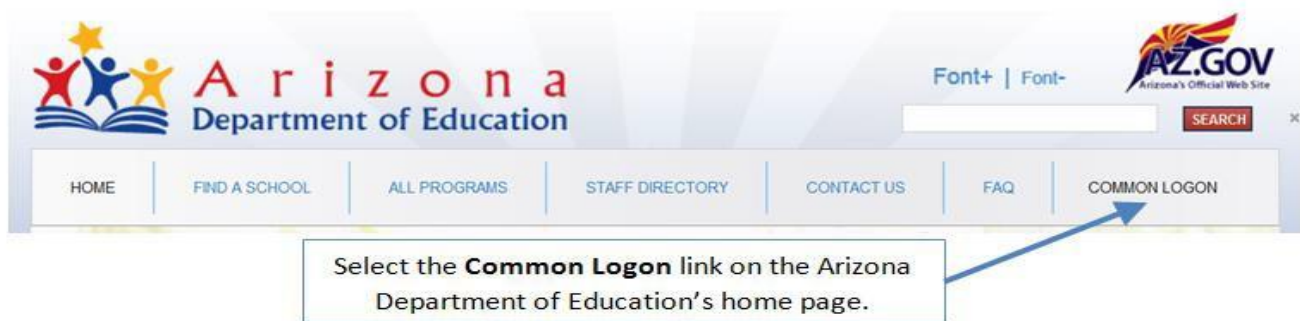 Arizona
Department of Education
Font+ | Font-
AZ.GOV
Arizona's Official Web Site
SEARCH
×
HOME
FIND A SCHOOL
ALL PROGRAMS
STAFF DIRECTORY
CONTACT US
FAQ
COMMON LOGON
Select the Common Logon link on the Arizona
Department of Education’s home page.